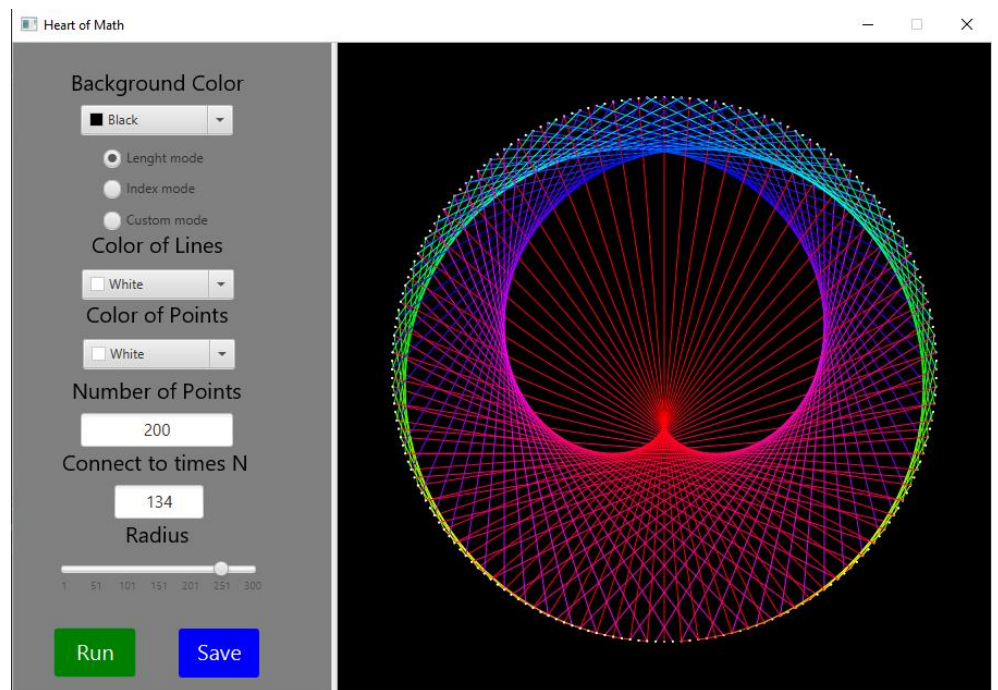 Heart of Math
Background Color
Black
Lenght mode
Index mode
Custom mode
Color of Lines
White
Color of Points
White
Number of Points
200
Connect to times N
134
Radius
1 51 101 151 201 251 300
Run Save